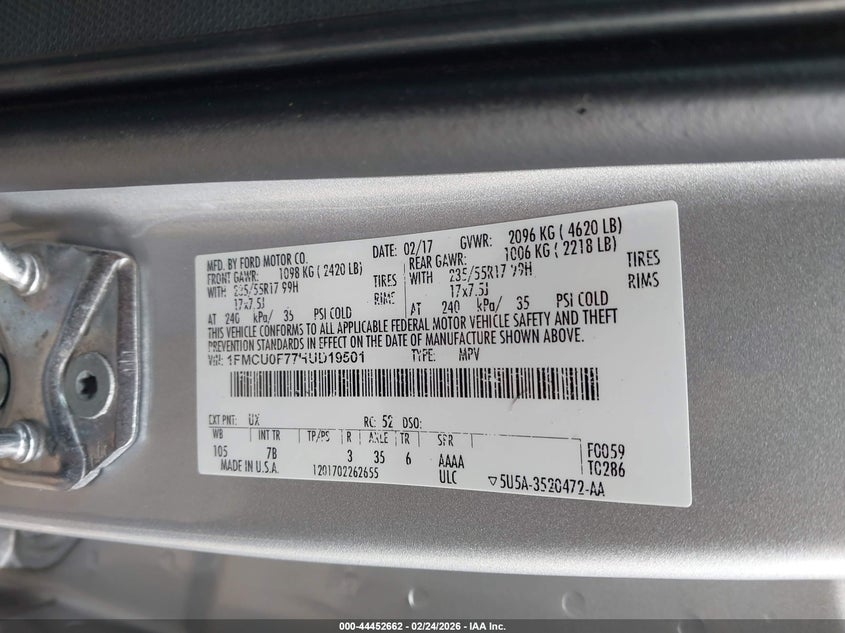 MFD. BY FORD MOTOR CO. DATE: 02/17 GVWR: 2096 KG ( 4620 LB)
FRONT GAWR: 1098 KG ( 2420 LB) REAR GAWR: 1006 KG ( 2218 LB)
WITH 235/55R17 99H TIRES WITH 235/55R17 99H TIRES
17x7.5J RIMS 17x7.5J RIMS
AT 240 kPa/ 35 PSI COLD AT 240 kPa/ 35 PSI COLD
THIS VEHICLE CONFORMS TO ALL APPLICABLE FEDERAL MOTOR VEHICLE SAFETY AND THEFT
PREVENTION STANDARDS IN EFFECT ON THE DATE OF MANUFACTURE SHOWN ABOVE.
VIN: 1FMCU0F774UD19501 TYPE: MPV
EXT PNT: UX RC: 52 DSO:
WB INT TR TP/PS R AXLE TR SPR
105 7B 3 35 6 AAAA F0059
MADE IN U.S.A. 1201702262655 ULC T0286
▽5U5A-3520472-AA
000-44452662 - 02/24/2026 - IAA Inc.